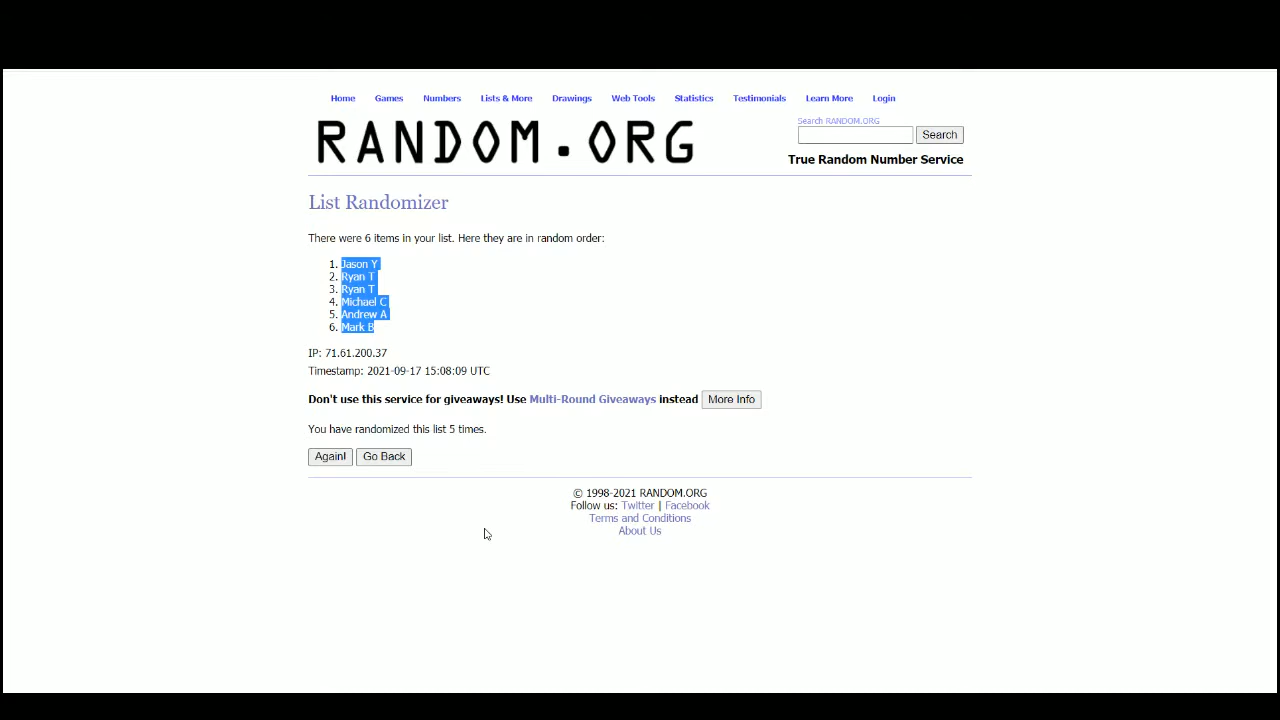 Home Games Numbers Lists & More Drawings Web Tools Statistics Testimonials Learn More Login
RANDOM.ORG
Search RANDOM.ORG
Search
True Random Number Service
List Randomizer
There were 6 items in your list. Here they are in random order:
1. Jason Y
2. Ryan T
3. Ryan T
4. Michael C
5. Andrew A
6. Mark B
IP: 71.61.200.37
Timestamp: 2021-09-17 15:08:09 UTC
Don't use this service for giveaways! Use Multi-Round Giveaways instead More Info
You have randomized this list 5 times.
Again! Go Back
© 1998-2021 RANDOM.ORG
Follow us: Twitter | Facebook
Terms and Conditions
About Us